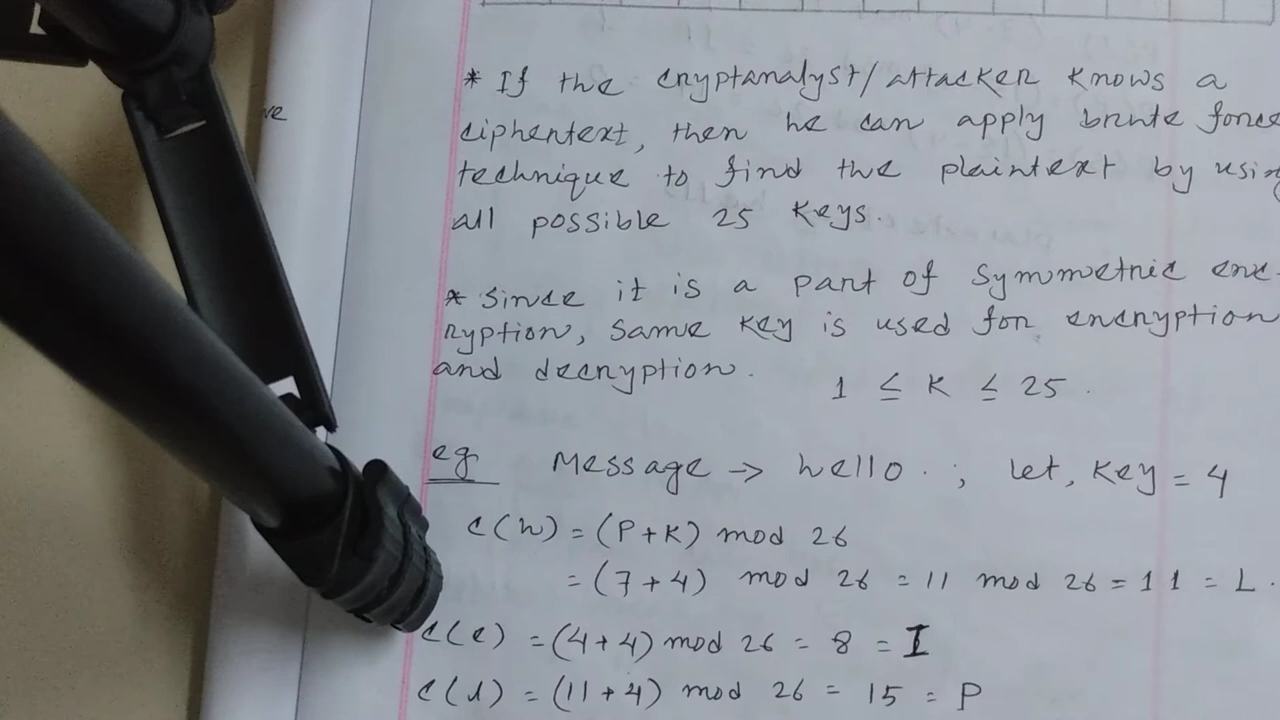 ve
* If the cryptanalyst/attacker knows a
ciphertext, then he can apply brute force
technique to find the plaintext by using
all possible 25 keys.
* Since it is a part of symmetric enc-
ryption, same key is used for encryption
and decryption. 1 ≤ K ≤ 25.
eg Message → hello. ; let, key = 4
c(h) = (P+K) mod 26
= (7+4) mod 26 = 11 mod 26 = 11 = L.
c(e) = (4+4) mod 26 = 8 = I
c(l) = (11+4) mod 26 = 15 = P